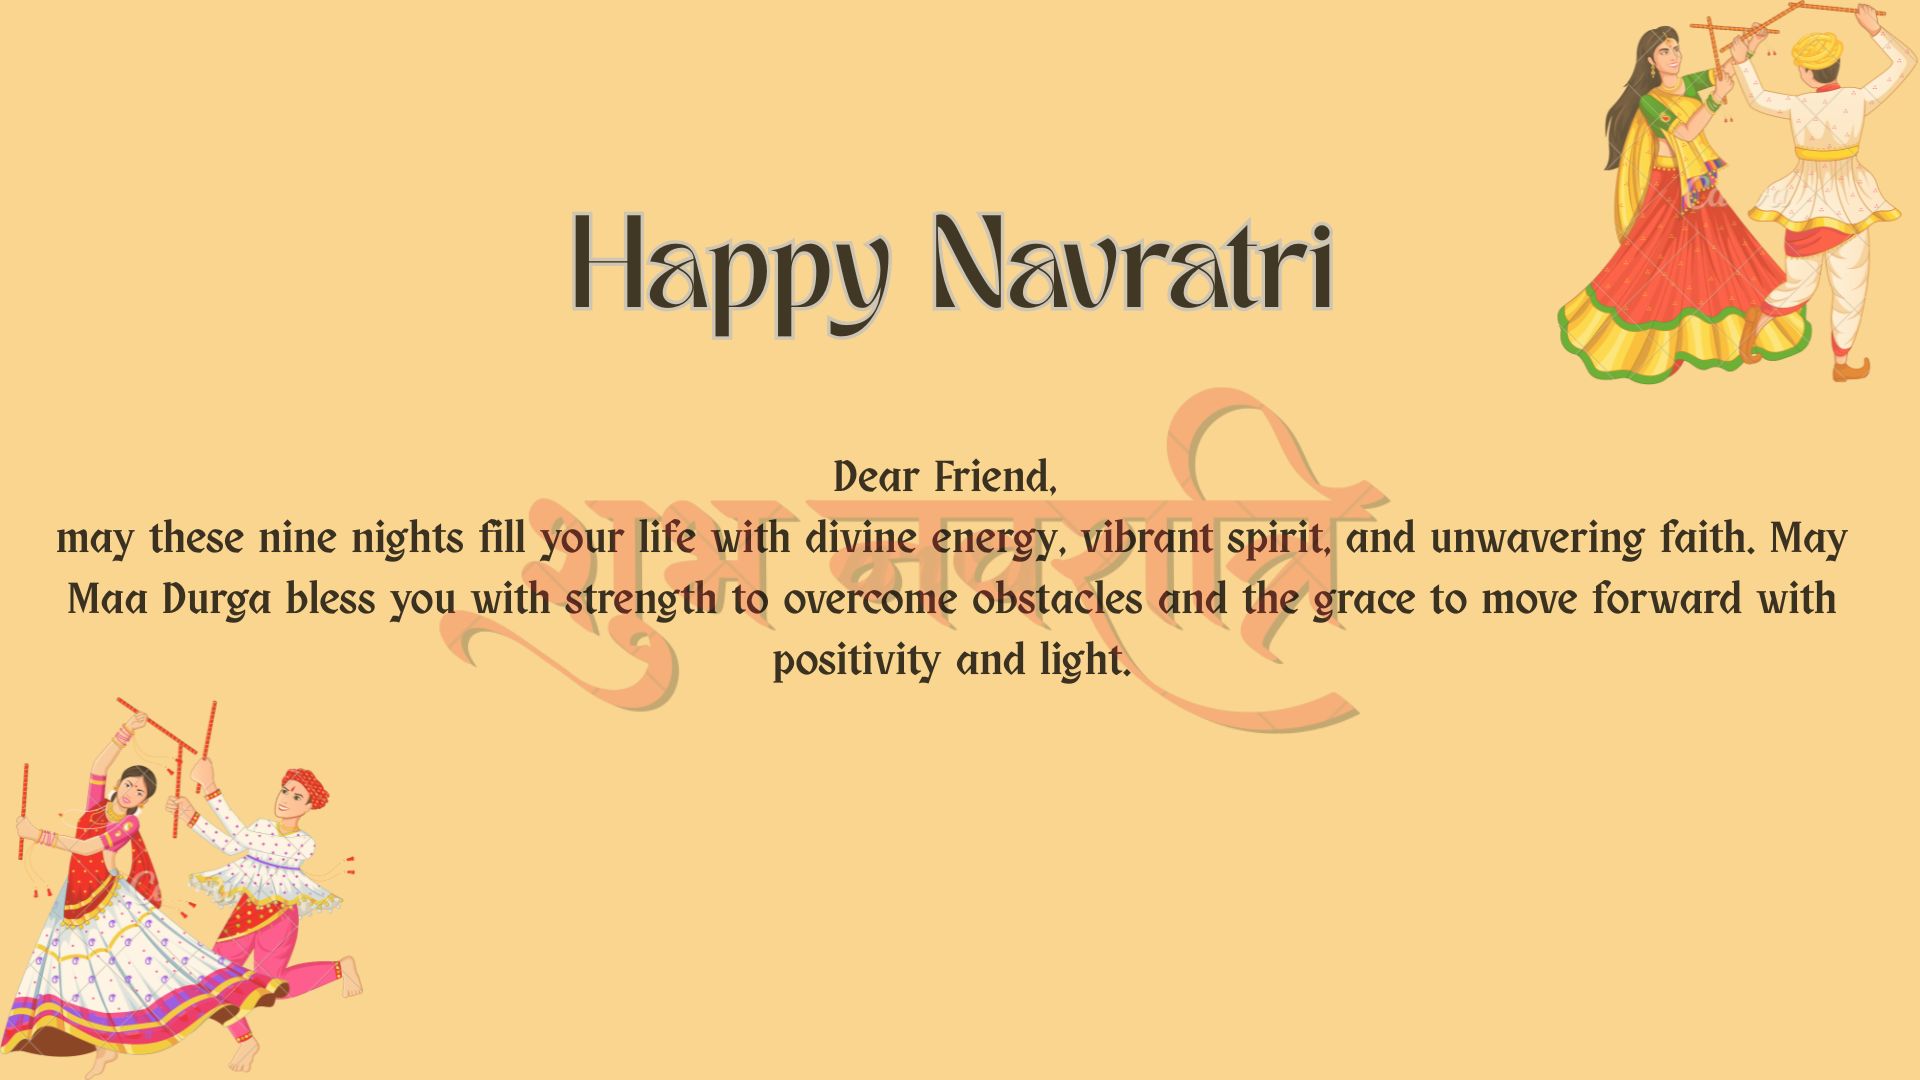 Happy Navratri
Dear Friend,
may these nine nights fill your life with divine energy, vibrant spirit, and unwavering faith. May
Maa Durga bless you with strength to overcome obstacles and the grace to move forward with
positivity and light.
शुभ नवरात्रि